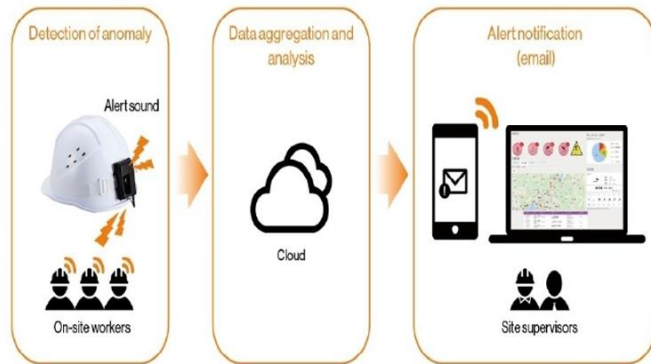 Detection of anomaly
Alert sound
On-site workers
Data aggregation and
analysis
Cloud
Alert notification
(email)
Site supervisors